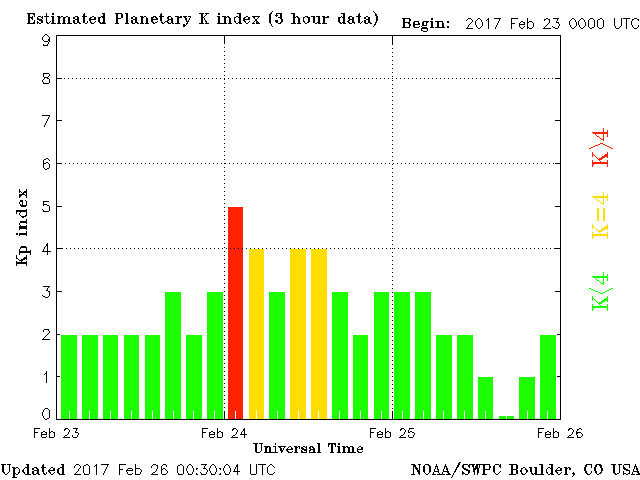 Estimated Planetary K index (3 hour data) Begin: 2017 Feb 23 0000 UTC
9
8
7
6
5
4
3
2
1
0
Kp index
K>4
K=4
K<4
Feb 23 Feb 24 Feb 25 Feb 26
Universal Time
Updated 2017 Feb 26 00:30:04 UTC NOAA/SWPC Boulder, CO USA